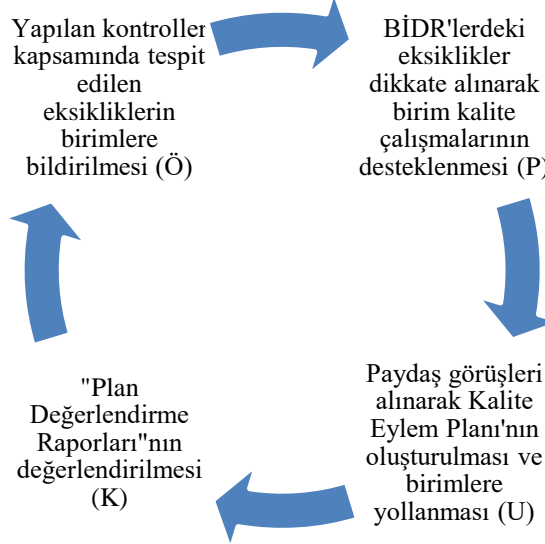 Yapılan kontroller
kapsamında tespit
edilen
eksikliklerin
birimlere
bildirilmesi (Ö)
BİDR'lerdeki
eksiklikler
dikkate alınarak
birim kalite
çalışmalarının
desteklenmesi (P)
Paydaş görüşleri
alınarak Kalite
Eylem Planı'nın
oluşturulması ve
birimlere
yollanması (U)
"Plan
Değerlendirme
Raporları"nın
değerlendirilmesi
(K)